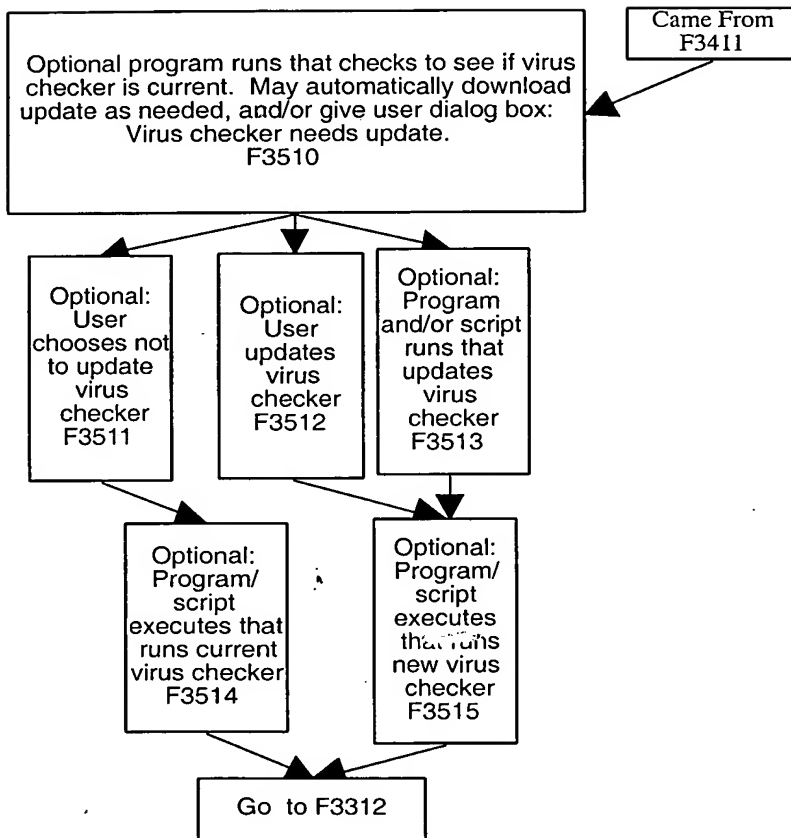 Came From
F3411
Optional program runs that checks to see if virus
checker is current. May automatically download
update as needed, and/or give user dialog box:
Virus checker needs update.
F3510
Optional:
User
chooses not
to update
virus
checker
F3511
Optional:
User
updates
virus
checker
F3512
Optional:
Program
and/or script
runs that
updates
virus
checker
F3513
Optional:
Program/
script
executes that
runs current
virus checker
F3514
Optional:
Program/
script
executes
that runs
new virus
checker
F3515
Go to F3312